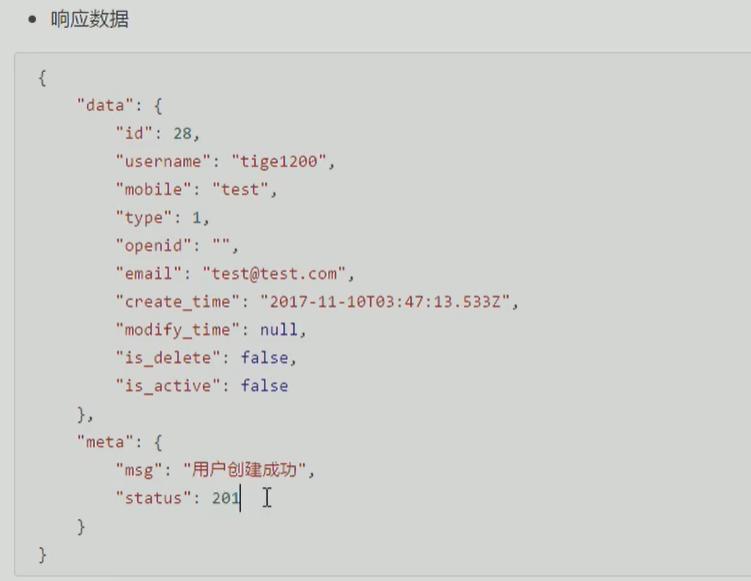 响应数据
{
"data": {
"id": 28,
"username": "tige1200",
"mobile": "test",
"type": 1,
"openid": "",
"email": "test@test.com",
"create_time": "2017-11-10T03:47:13.533Z",
"modify_time": null,
"is_delete": false,
"is_active": false
},
"meta": {
"msg": "用户创建成功",
"status": 201
}
}